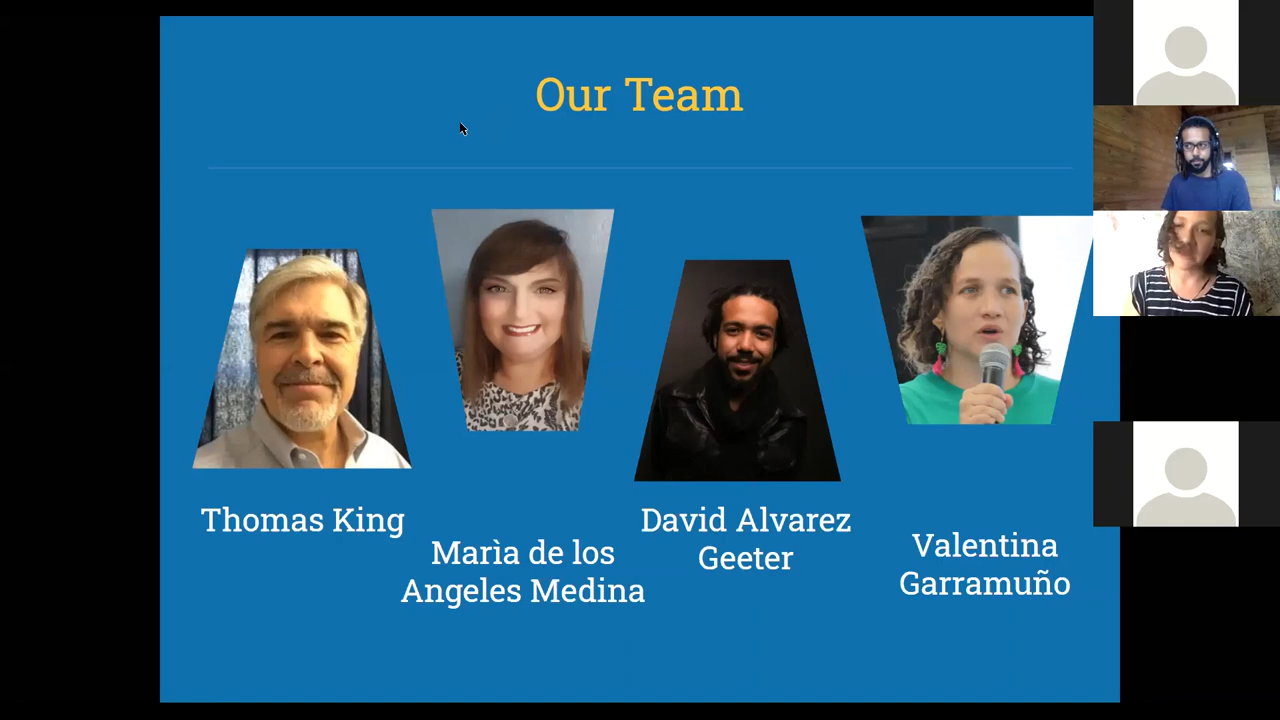 Our Team
Thomas King
Marìa de los
Angeles Medina
David Alvarez
Geeter
Valentina
Garramuño